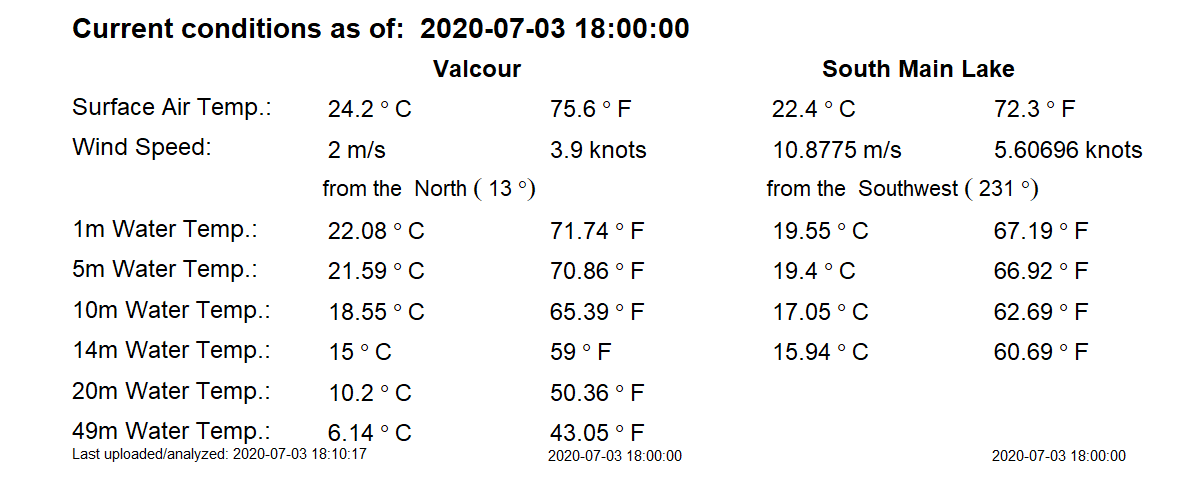 Current conditions as of: 2020-07-03 18:00:00
Valcour South Main Lake
Surface Air Temp.: 24.2 ° C 75.6 ° F 22.4 ° C 72.3 ° F
Wind Speed: 2 m/s 3.9 knots 10.8775 m/s 5.60696 knots
from the North ( 13 °) from the Southwest ( 231 °)
1m Water Temp.: 22.08 ° C 71.74 ° F 19.55 ° C 67.19 ° F
5m Water Temp.: 21.59 ° C 70.86 ° F 19.4 ° C 66.92 ° F
10m Water Temp.: 18.55 ° C 65.39 ° F 17.05 ° C 62.69 ° F
14m Water Temp.: 15 ° C 59 ° F 15.94 ° C 60.69 ° F
20m Water Temp.: 10.2 ° C 50.36 ° F
49m Water Temp.: 6.14 ° C 43.05 ° F
Last uploaded/analyzed: 2020-07-03 18:10:17 2020-07-03 18:00:00 2020-07-03 18:00:00